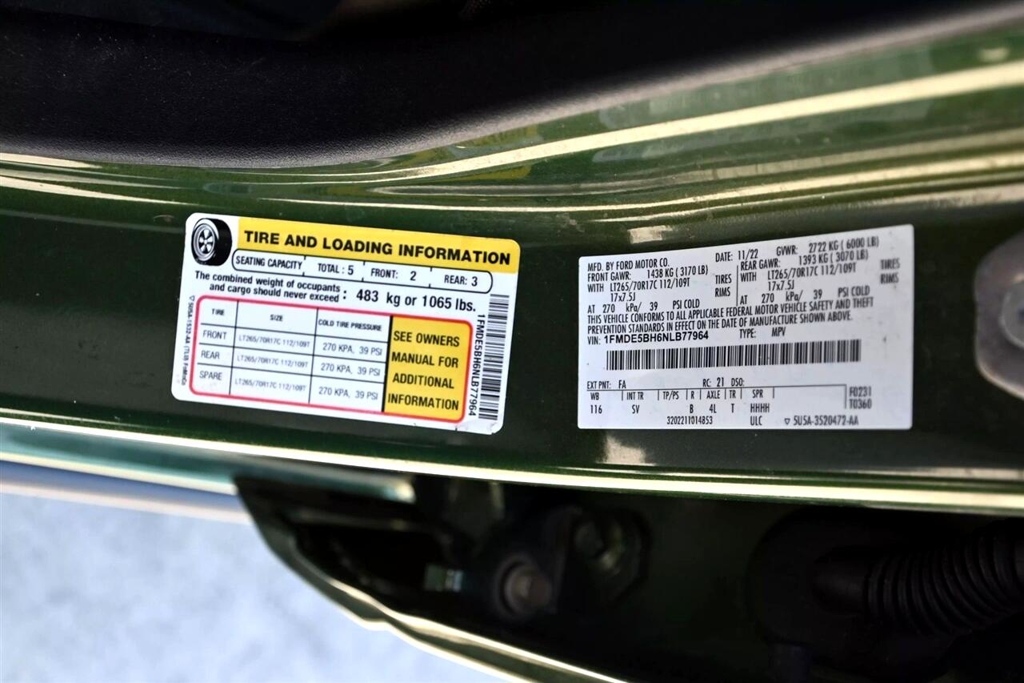 TIRE AND LOADING INFORMATION
SEATING CAPACITY TOTAL : 5 FRONT: 2 REAR: 3
The combined weight of occupants
and cargo should never exceed : 483 kg or 1065 lbs.
TIRE SIZE COLD TIRE PRESSURE
FRONT LT265/70R17C 112/109T 270 KPA, 39 PSI
REAR LT265/70R17C 112/109T 270 KPA, 39 PSI
SPARE LT265/70R17C 112/109T 270 KPA, 39 PSI
SEE OWNERS
MANUAL FOR
ADDITIONAL
INFORMATION
1FMDE5BH6NLB77964
MFD. BY FORD MOTOR CO. DATE: 11/22 GVWR: 2722 KG ( 6000 LB)
FRONT GAWR: 1438 KG (3170 LB) REAR GAWR: 1393 KG ( 3070 LB)
WITH LT265/70R17C 112/109T TIRES WITH LT265/70R17C 112/109T TIRES
17x7.5J RIMS 17x7.5J RIMS
AT 270 kPa/ 39 PSI COLD AT 270 kPa/ 39 PSI COLD
THIS VEHICLE CONFORMS TO ALL APPLICABLE FEDERAL MOTOR VEHICLE SAFETY AND THEFT
PREVENTION STANDARDS IN EFFECT ON THE DATE OF MANUFACTURE SHOWN ABOVE.
VIN: 1FMDE5BH6NLB77964 TYPE: MPV
EXT PNT: FA RC: 21 DSO:
WB INT TR TP/PS R AXLE TR SPR F0231
116 SV B 4L T HHHH T0360
3202211014853 ULC ▽ 5U5A-3520472-AA